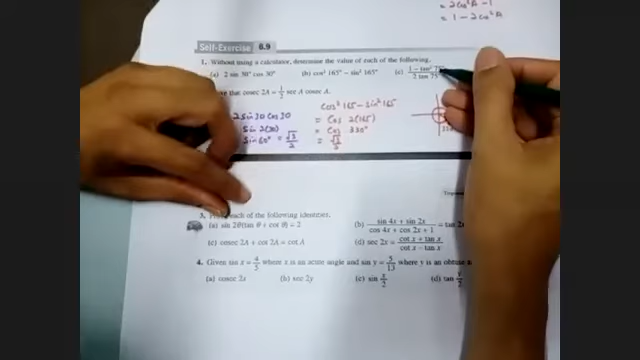 = 2cos²A - 1
= 1 - 2cos²A
Self-Exercise 6.9
1. Without using a calculator, determine the value of each of the following.
(a) 2 sin 30° cos 30° (b) cos² 165° – sin² 165° (c) 1 – tan² / 2 tan 75°
that cosec 2A = 1/2 sec A cosec A.
2 sin 30 cos 30
sin 2(30)
sin 60° = √3/2
cos² 165 - sin² 165
= cos 2(165)
= cos 330°
= √3/2
3. each of the following identities.
(a) sin 2θ(tan θ + cot θ) = 2 (b) sin 4x + sin 2x / cos 4x + cos 2x + 1 = tan 2x
(c) cosec 2A + cot 2A = cot A (d) sec 2x = cot x + tan x / cot x – tan x
4. Given sin x = 4/5 where x is an acute angle and sin y = 5/13 where y is an obtuse
(a) cosec 2x (b) sec 2y (c) sin x/2 (d) tan y/2